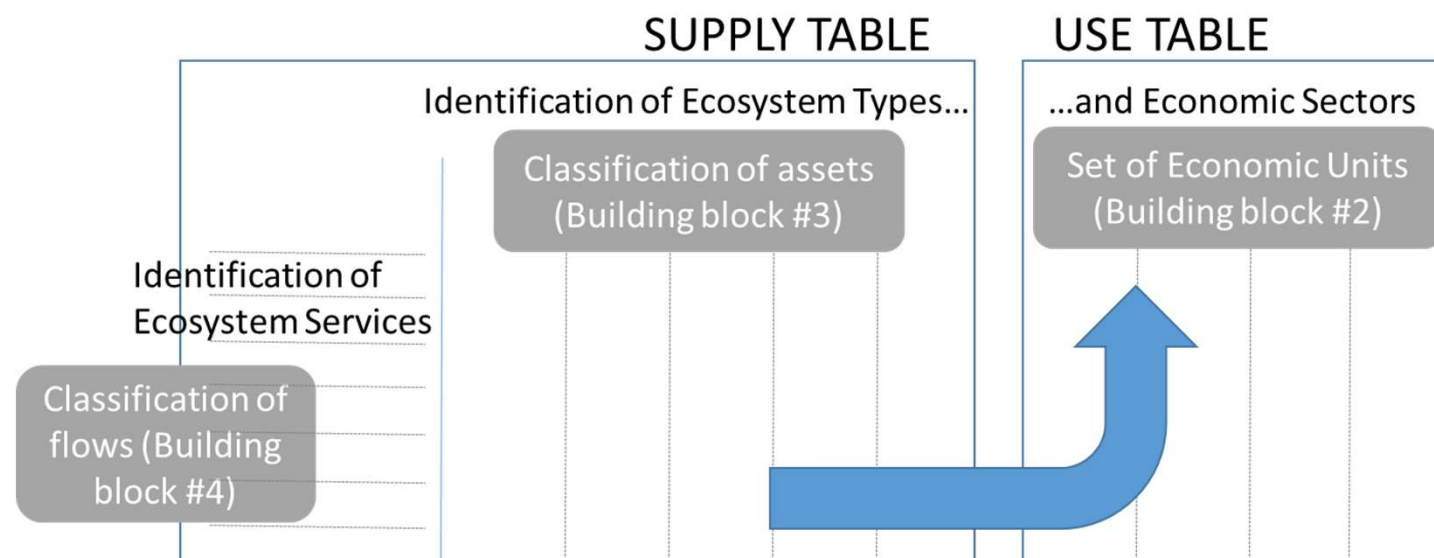 SUPPLY TABLE
USE TABLE
Identification of Ecosystem Types...
...and Economic Sectors
Classification of assets
(Building block #3)
Set of Economic Units
(Building block #2)
Identification of
Ecosystem Services
Classification of
flows (Building
block #4)